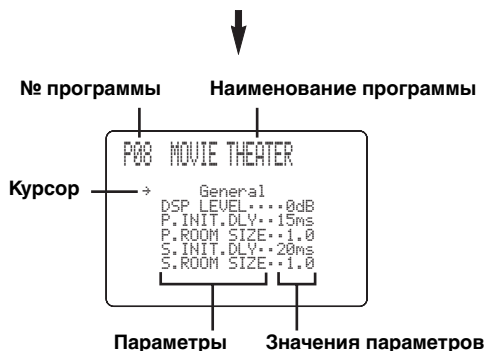 № программы Наименование программы
P08 MOVIE THEATER
Курсор → General
DSP LEVEL····0dB
P.INIT.DLY··15ms
P.ROOM SIZE··1.0
S.INIT.DLY··20ms
S.ROOM SIZE··1.0
Параметры Значения параметров